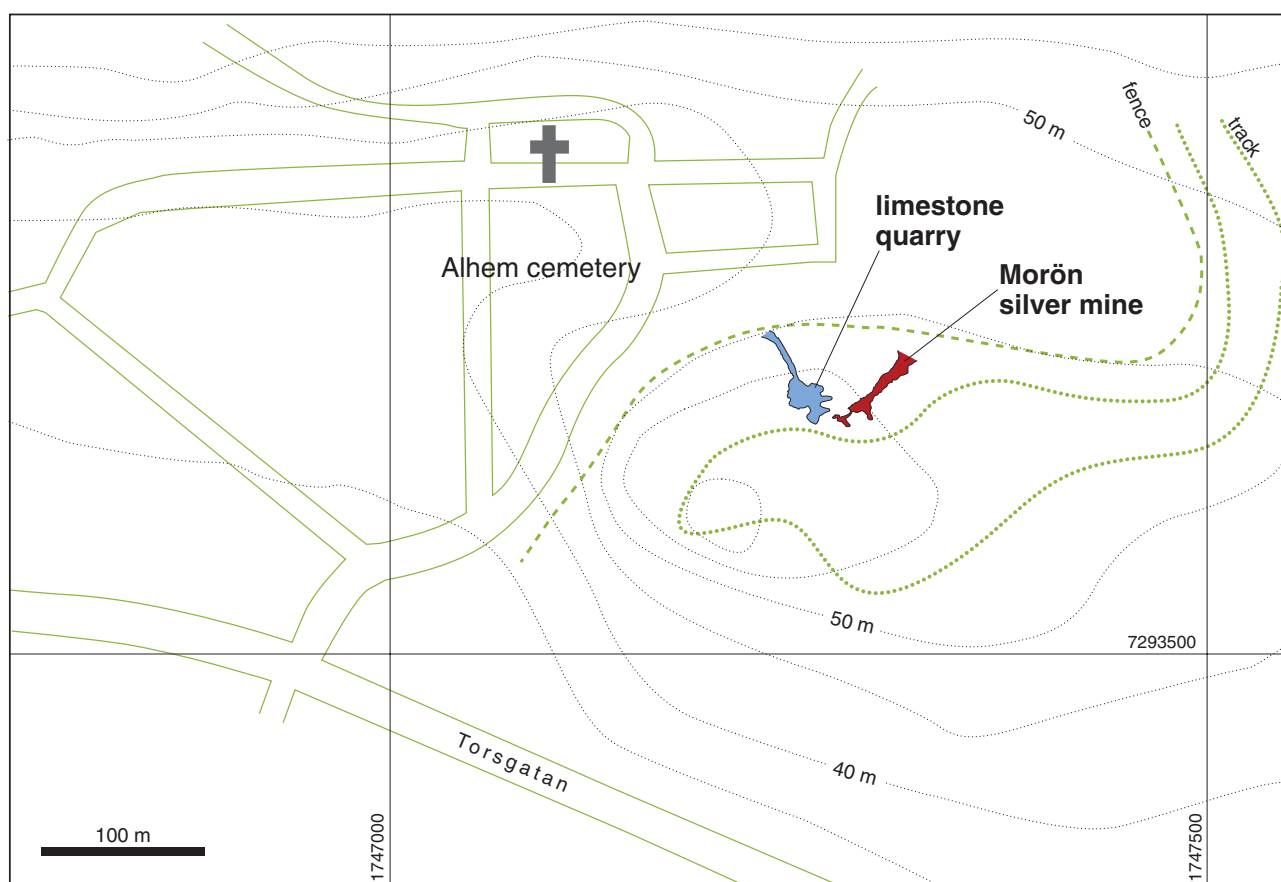 fence
track
50 m
limestone
quarry
Alhem cemetery
Morön
silver mine
50 m
7293500
Torsgatan
40 m
100 m
1747000
1747500